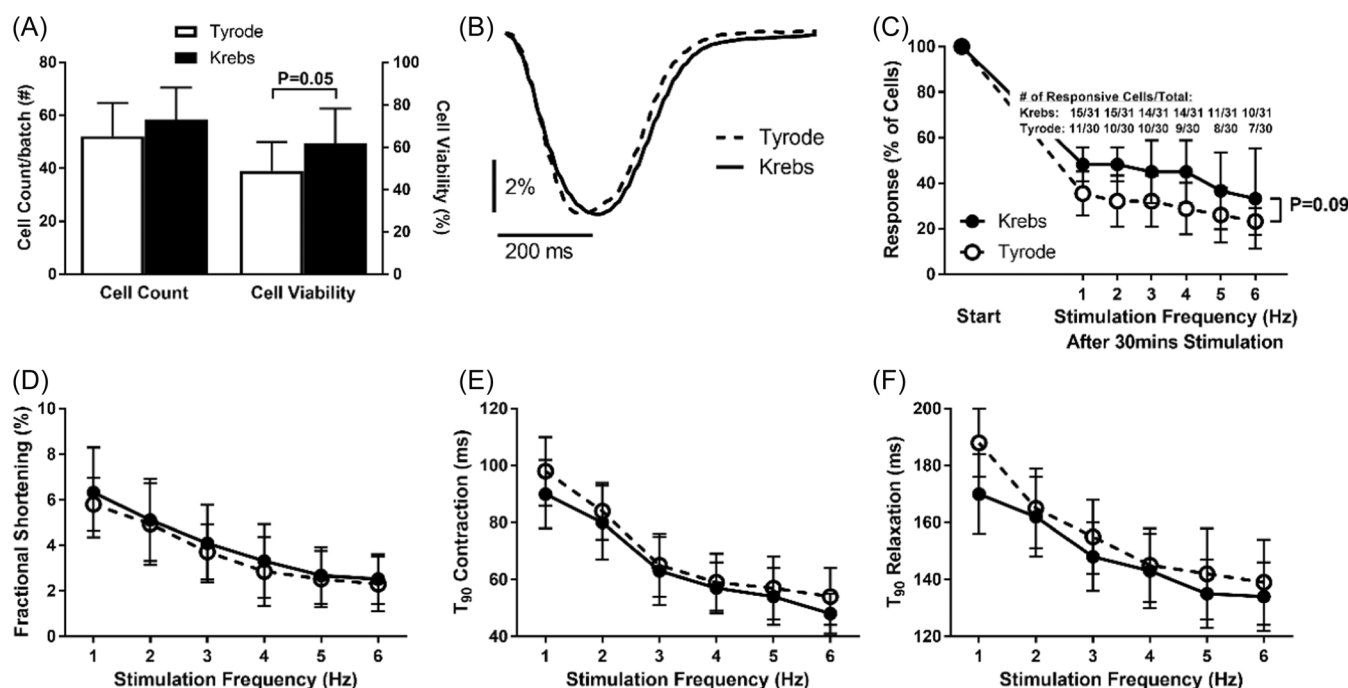 (A)
Tyrode
Krebs
Cell Count/batch (#)
80
60
40
20
0
P=0.05
100
80
60
40
20
0
Cell Viability (%)
Cell Count
Cell Viability
(B)
Tyrode
Krebs
2%
200 ms
(C)
Response (% of Cells)
100
80
60
40
20
0
# of Responsive Cells/Total:
Krebs: 15/31 15/31 14/31 14/31 11/31 10/31
Tyrode: 11/30 10/30 10/30 9/30 8/30 7/30
P=0.09
Krebs
Tyrode
1 2 3 4 5 6
Start
Stimulation Frequency (Hz)
After 30mins Stimulation
(D)
Fractional Shortening (%)
10
8
6
4
2
0
1 2 3 4 5 6
Stimulation Frequency (Hz)
(E)
T90 Contraction (ms)
120
100
80
60
40
1 2 3 4 5 6
Stimulation Frequency (Hz)
(F)
T90 Relaxation (ms)
200
180
160
140
120
1 2 3 4 5 6
Stimulation Frequency (Hz)